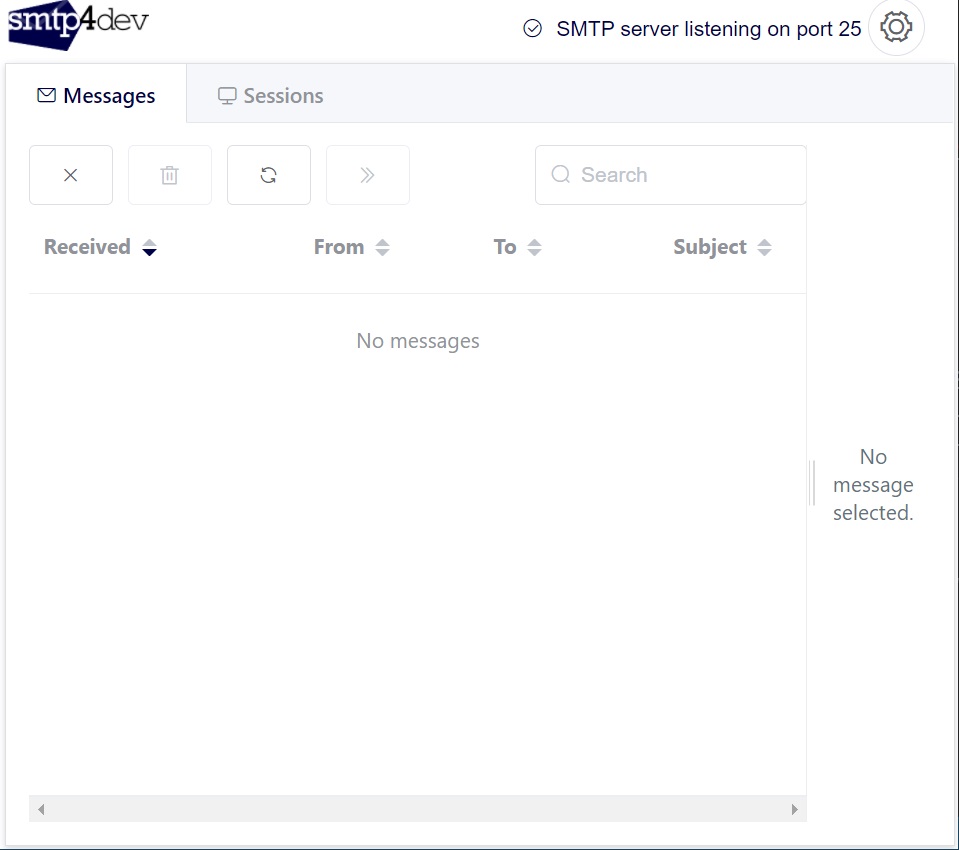 smtp4dev
SMTP server listening on port 25
Messages
Sessions
Search
Received
From
To
Subject
No messages
No
message
selected.